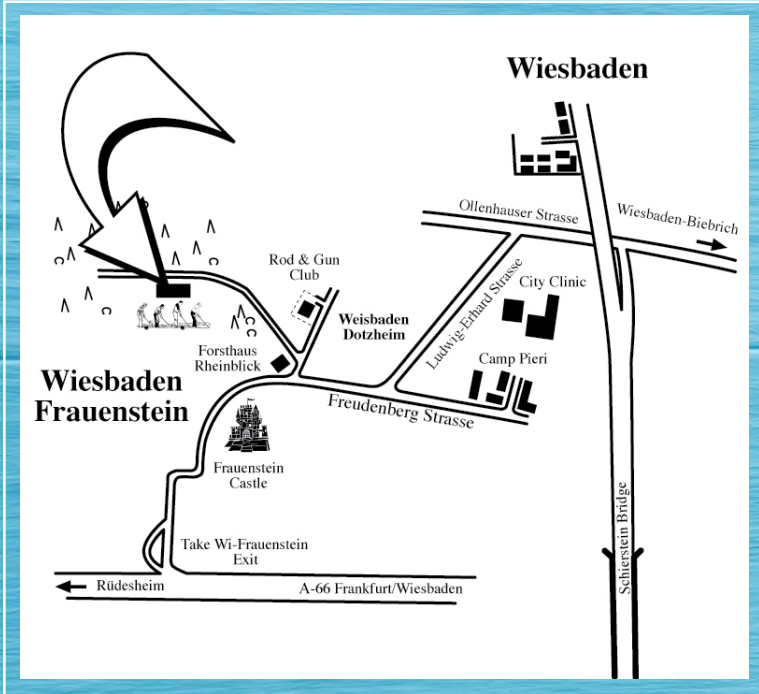 Wiesbaden
Ollenhauser Strasse
Wiesbaden-Biebrich
Rod & Gun
Club
City Clinic
Weisbaden
Dotzheim
Ludwig-Erhard Strasse
Forsthaus
Rheinblick
Camp Pieri
Wiesbaden
Frauenstein
Freudenberg Strasse
Frauenstein
Castle
Schierstein Bridge
Take Wi-Frauenstein
Exit
Rüdesheim
A-66 Frankfurt/Wiesbaden